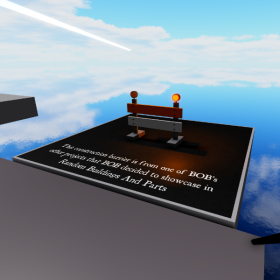 The construction barrier is from one of BOB's
other projects that BOB decided to showcase in
Random Buildings And Parts